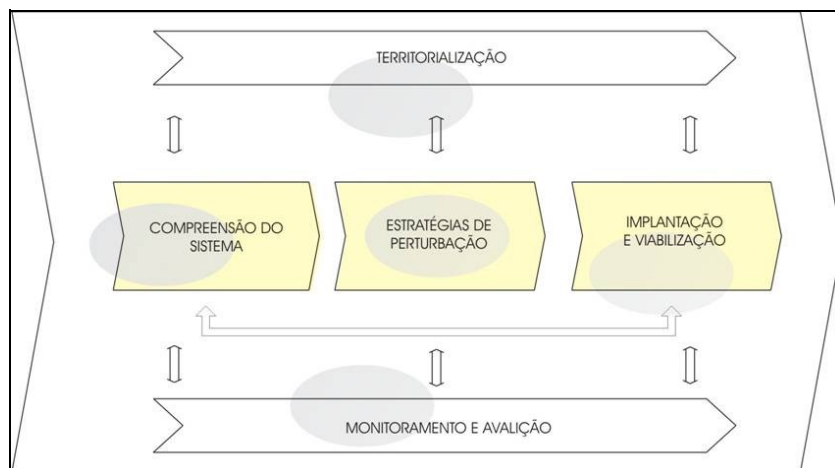 TERRITORIALIZAÇÃO
COMPREENSÃO DO
SISTEMA
ESTRATÉGIAS DE
PERTURBAÇÃO
IMPLANTAÇÃO
E VIABILIZAÇÃO
MONITORAMENTO E AVALIÇÃO